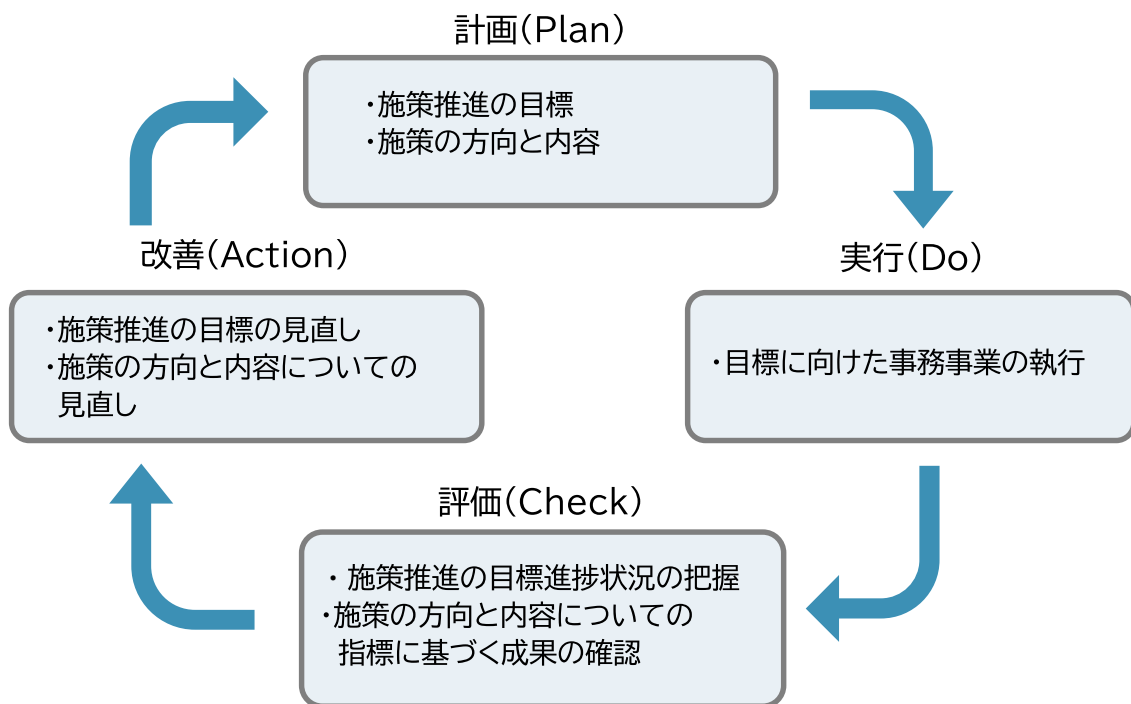 計画(Plan)
・施策推進の目標
・施策の方向と内容
改善(Action)
・施策推進の目標の見直し
・施策の方向と内容についての
見直し
実行(Do)
・目標に向けた事務事業の執行
評価(Check)
・ 施策推進の目標進捗状況の把握
・施策の方向と内容についての
指標に基づく成果の確認